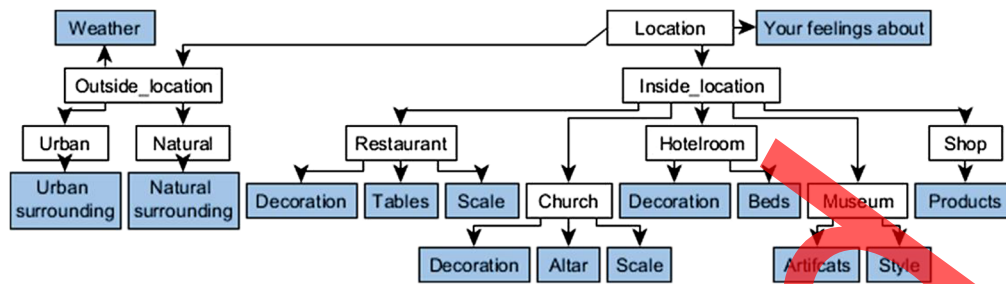 Weather
Location
Your feelings about
Outside_location
Inside_location
Urban
Natural
Restaurant
Hotelroom
Shop
Urban
surrounding
Natural
surrounding
Decoration
Tables
Scale
Church
Decoration
Beds
Museum
Products
Decoration
Altar
Scale
Artifcats
Style